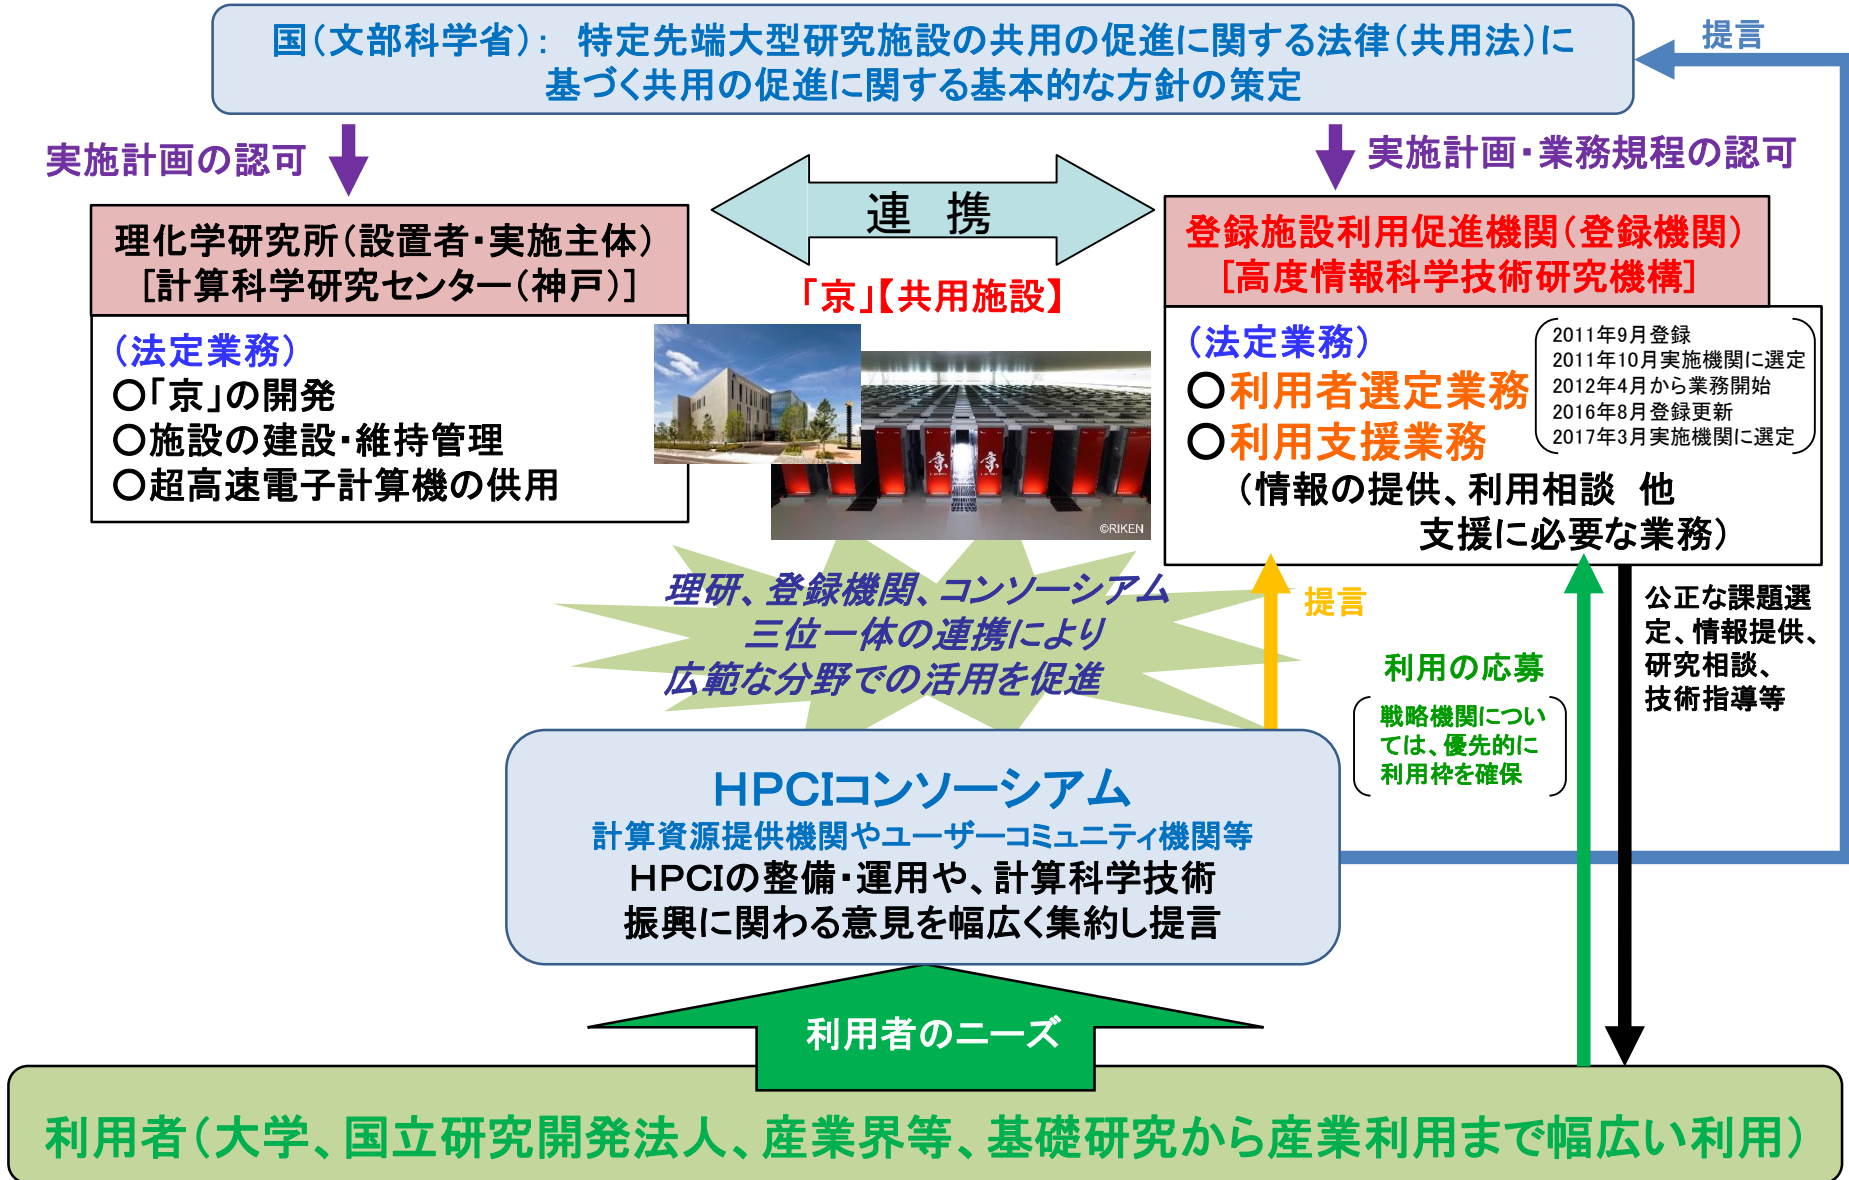 国（文部科学省）： 特定先端大型研究施設の共用の促進に関する法律（共用法）に
基づく共用の促進に関する基本的な方針の策定
提言
実施計画の認可
実施計画・業務規程の認可
連 携
理化学研究所（設置者・実施主体）
［計算科学研究センター（神戸）］
（法定業務）
〇「京」の開発
〇施設の建設・維持管理
〇超高速電子計算機の供用
「京」【共用施設】
京
京
©RIKEN
登録施設利用促進機関（登録機関）
［高度情報科学技術研究機構］
（法定業務）
〇利用者選定業務
〇利用支援業務
（情報の提供、利用相談 他
支援に必要な業務）
2011年9月登録
2011年10月実施機関に選定
2012年4月から業務開始
2016年8月登録更新
2017年3月実施機関に選定
理研、登録機関、コンソーシアム
三位一体の連携により
広範な分野での活用を促進
提言
利用の応募
戦略機関につい
ては、優先的に
利用枠を確保
公正な課題選
定、情報提供、
研究相談、
技術指導等
HPCIコンソーシアム
計算資源提供機関やユーザーコミュニティ機関等
HPCIの整備・運用や、計算科学技術
振興に関わる意見を幅広く集約し提言
利用者のニーズ
利用者（大学、国立研究開発法人、産業界等、基礎研究から産業利用まで幅広い利用）